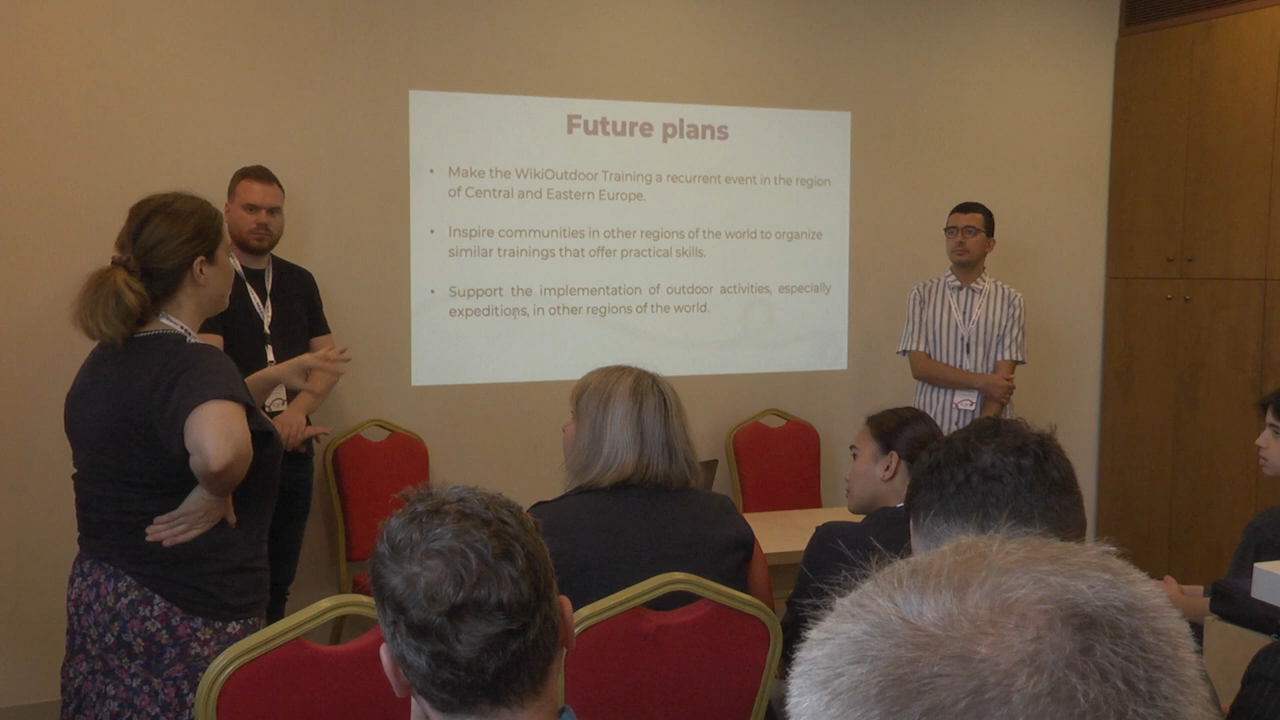 Future plans
• Make the WikiOutdoor Training a recurrent event in the region
of Central and Eastern Europe.
• Inspire communities in other regions of the world to organize
similar trainings that offer practical skills.
• Support the implementation of outdoor activities, especially
expeditions, in other regions of the world.